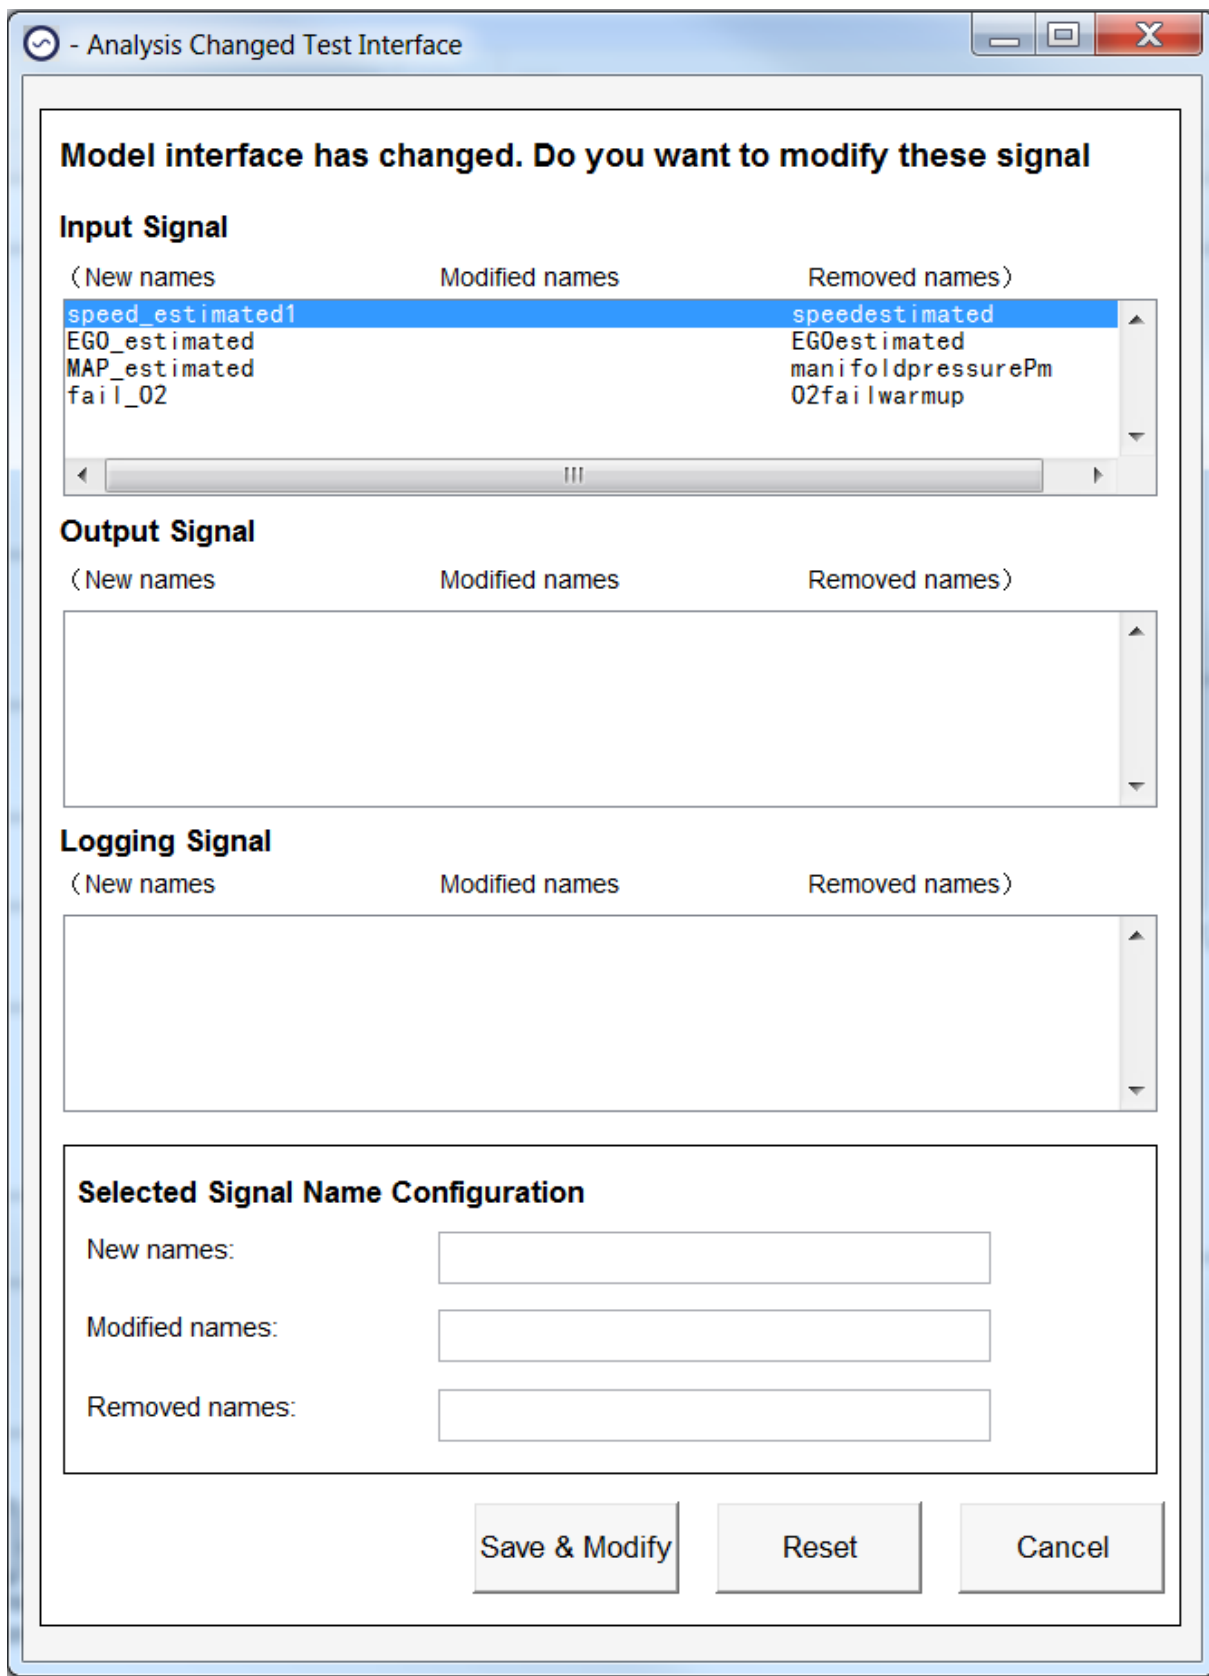 - Analysis Changed Test Interface
Model interface has changed. Do you want to modify these signal
Input Signal
（New names Modified names Removed names）
speed_estimated1 speedestimated
EGO_estimated EGOestimated
MAP_estimated manifoldpressurePm
fail_O2 O2failwarmup
Output Signal
（New names Modified names Removed names）
Logging Signal
（New names Modified names Removed names）
Selected Signal Name Configuration
New names:
Modified names:
Removed names:
Save & Modify Reset Cancel